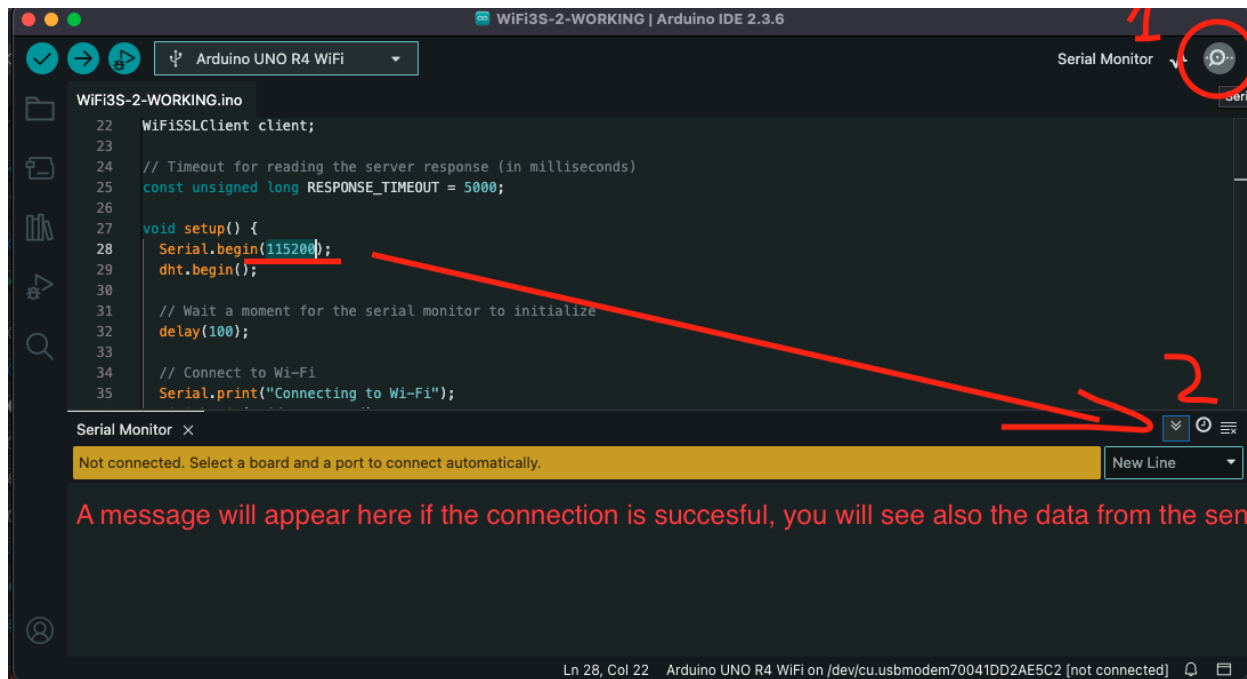 1
WiFi3S-2-WORKING | Arduino IDE 2.3.6
Arduino UNO R4 WiFi
Serial Monitor
WiFi3S-2-WORKING.ino
Seri
22 WiFiSSLClient client;
23
24 // Timeout for reading the server response (in milliseconds)
25 const unsigned long RESPONSE_TIMEOUT = 5000;
26
27 void setup() {
28 Serial.begin(115200);
29 dht.begin();
30
31 // Wait a moment for the serial monitor to initialize
32 delay(100);
33
34 // Connect to Wi-Fi
35 Serial.print("Connecting to Wi-Fi");
2
Serial Monitor
Not connected. Select a board and a port to connect automatically.
New Line
A message will appear here if the connection is succesful, you will see also the data from the sen
Ln 28, Col 22 Arduino UNO R4 WiFi on /dev/cu.usbmodem70041DD2AE5C2 [not connected]